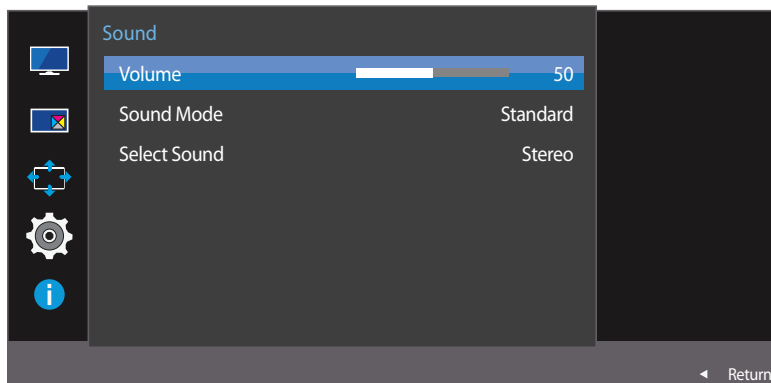 Sound
Volume 50
Sound Mode Standard
Select Sound Stereo
i
Return